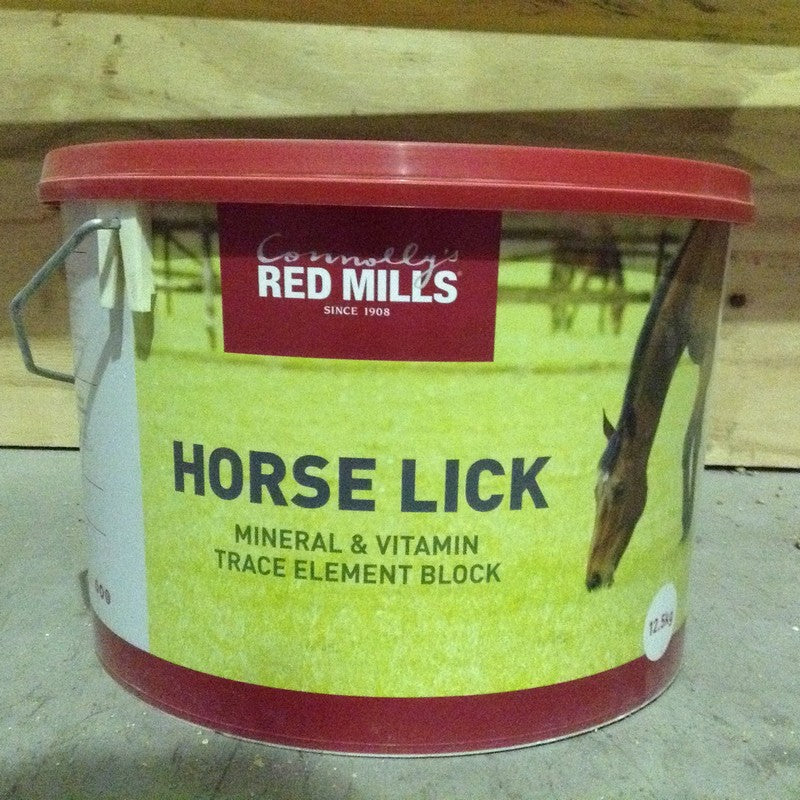 Connolly's
RED MILLS
SINCE 1908
HORSE LICK
MINERAL & VITAMIN
TRACE ELEMENT BLOCK
12.5kg